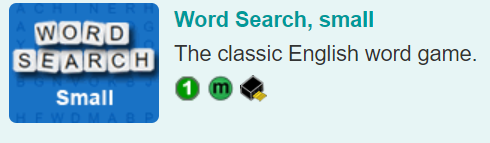 WORD
SEARCH
Small
Word Search, small
The classic English word game.
1 m